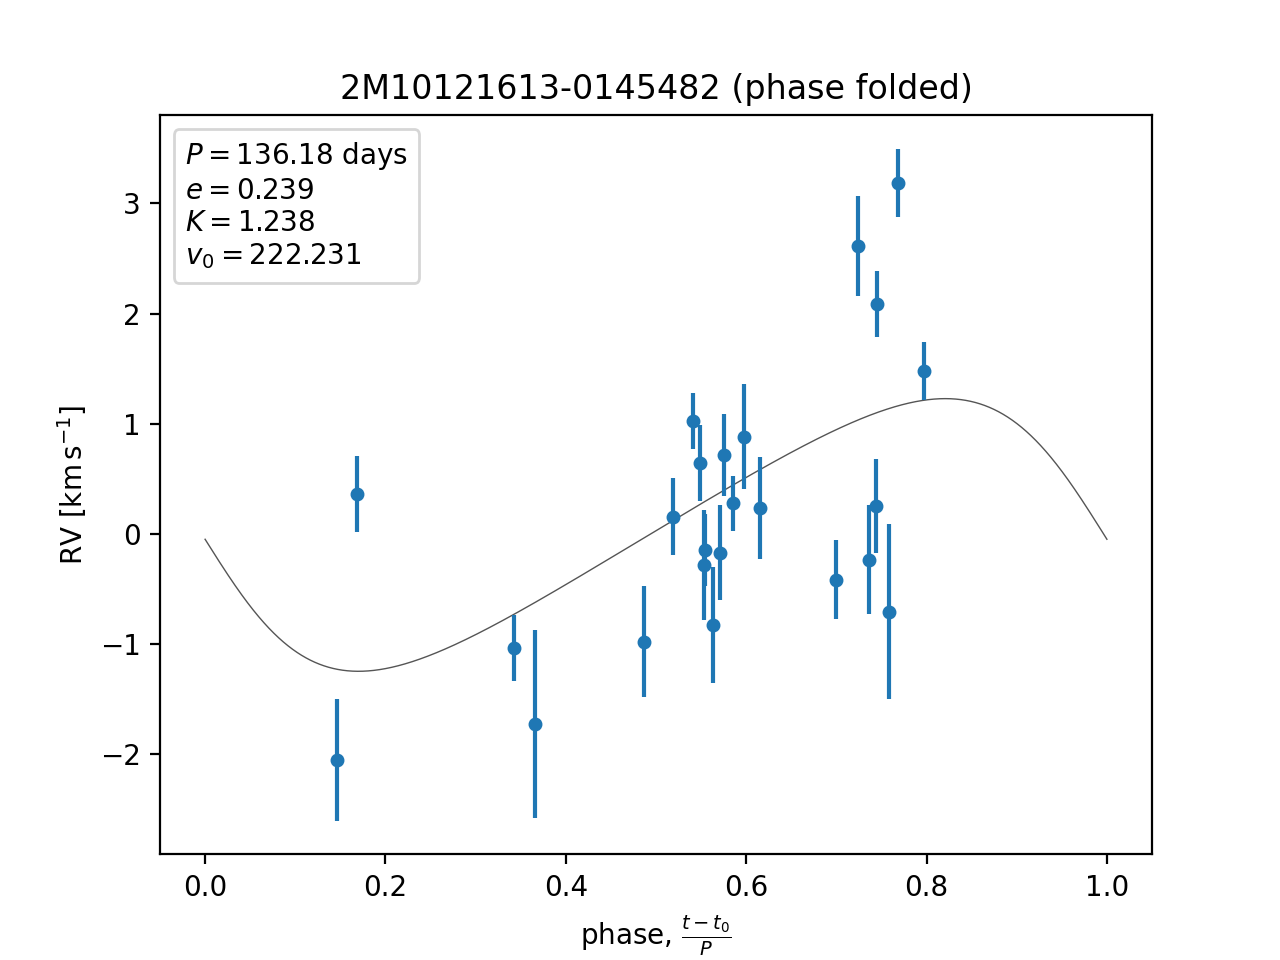 2M10121613-0145482 (phase folded)
P = 136.18 days
e = 0.239
K = 1.238
v₀ = 222.231
3
2
1
0
−1
−2
RV [km s⁻¹]
0.0 0.2 0.4 0.6 0.8 1.0
phase, (t − t₀)/P